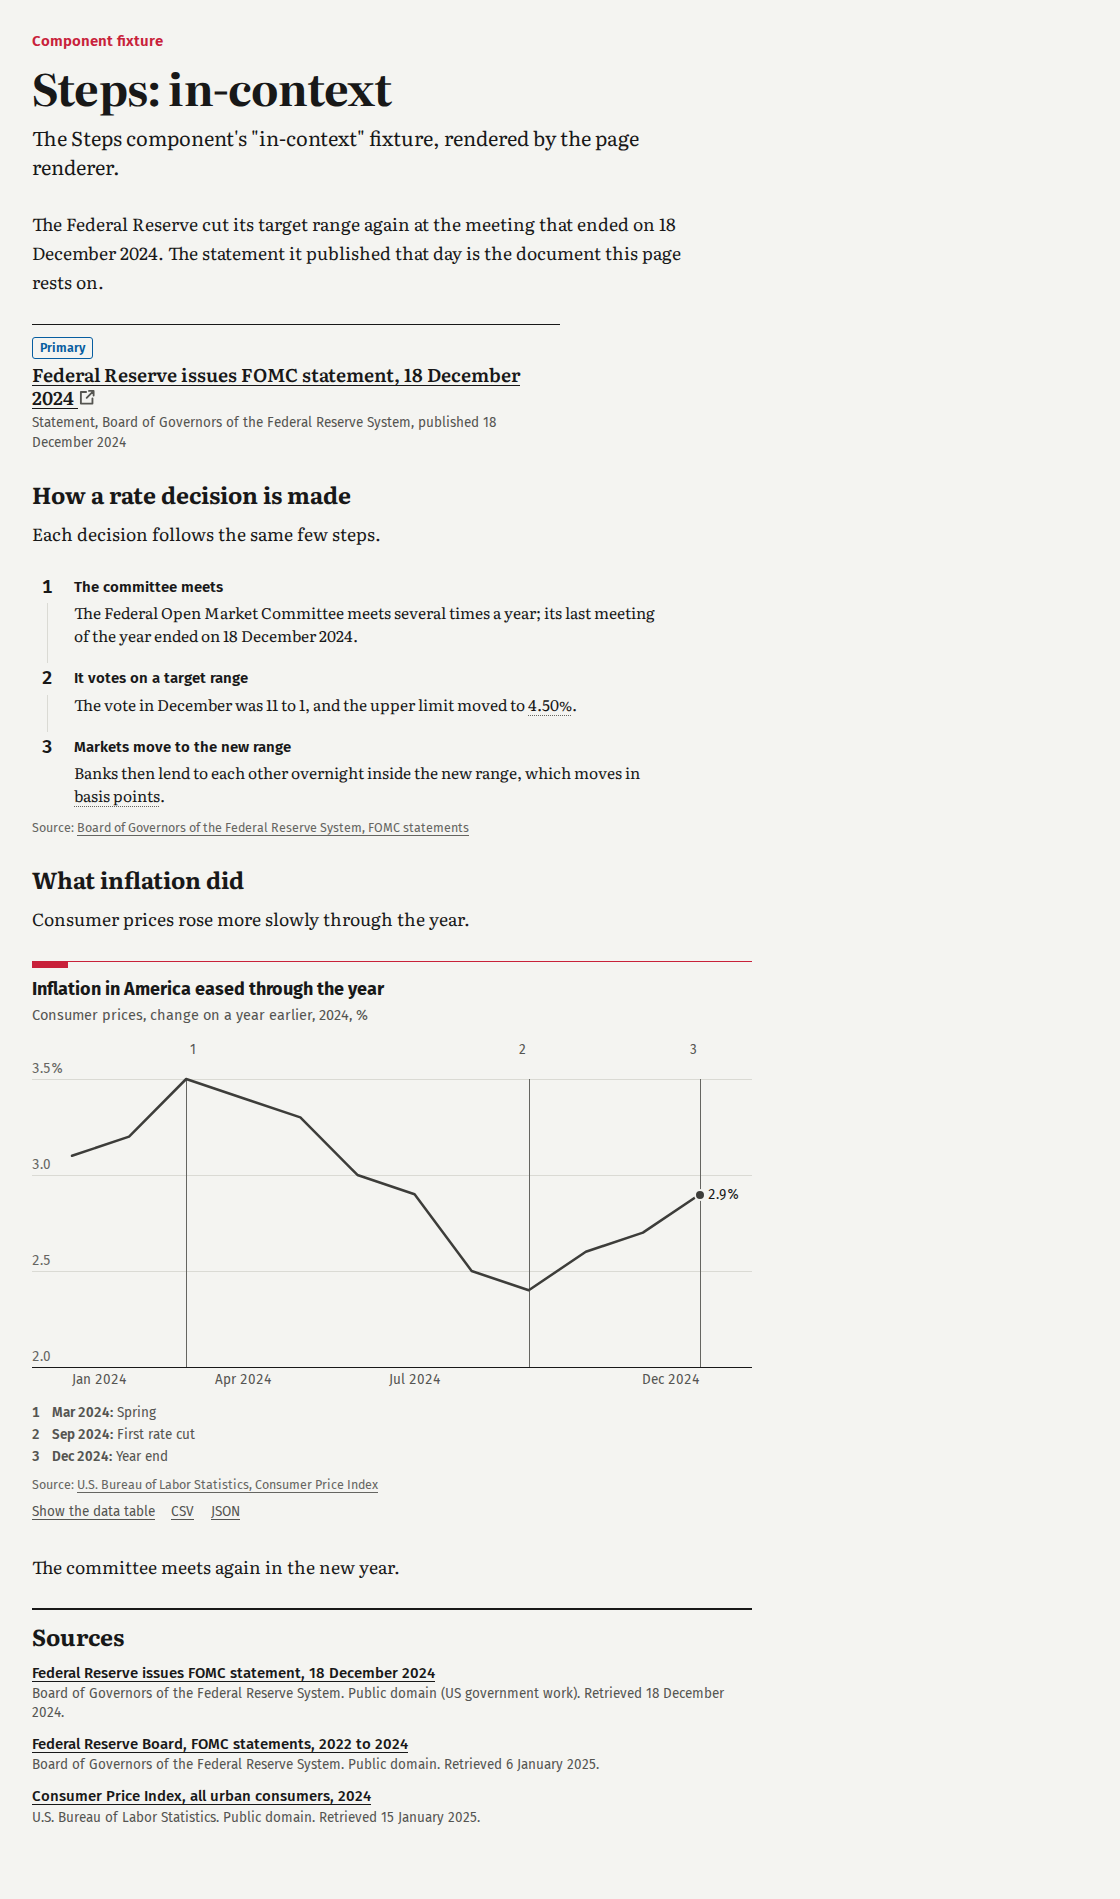 Component fixture
Steps: in-context
The Steps component's "in-context" fixture, rendered by the page
renderer.
The Federal Reserve cut its target range again at the meeting that ended on 18
December 2024. The statement it published that day is the document this page
rests on.
Primary
Federal Reserve issues FOMC statement, 18 December
2024
Statement, Board of Governors of the Federal Reserve System, published 18
December 2024
How a rate decision is made
Each decision follows the same few steps.
1 The committee meets
The Federal Open Market Committee meets several times a year; its last meeting
of the year ended on 18 December 2024.
2 It votes on a target range
The vote in December was 11 to 1, and the upper limit moved to 4.50%.
3 Markets move to the new range
Banks then lend to each other overnight inside the new range, which moves in
basis points.
Source: Board of Governors of the Federal Reserve System, FOMC statements
What inflation did
Consumer prices rose more slowly through the year.
Inflation in America eased through the year
Consumer prices, change on a year earlier, 2024, %
1 2 3
3.5%
3.0
2.9%
2.5
2.0
Jan 2024 Apr 2024 Jul 2024 Dec 2024
1 Mar 2024: Spring
2 Sep 2024: First rate cut
3 Dec 2024: Year end
Source: U.S. Bureau of Labor Statistics, Consumer Price Index
Show the data table CSV JSON
The committee meets again in the new year.
Sources
Federal Reserve issues FOMC statement, 18 December 2024
Board of Governors of the Federal Reserve System. Public domain (US government work). Retrieved 18 December
2024.
Federal Reserve Board, FOMC statements, 2022 to 2024
Board of Governors of the Federal Reserve System. Public domain. Retrieved 6 January 2025.
Consumer Price Index, all urban consumers, 2024
U.S. Bureau of Labor Statistics. Public domain. Retrieved 15 January 2025.